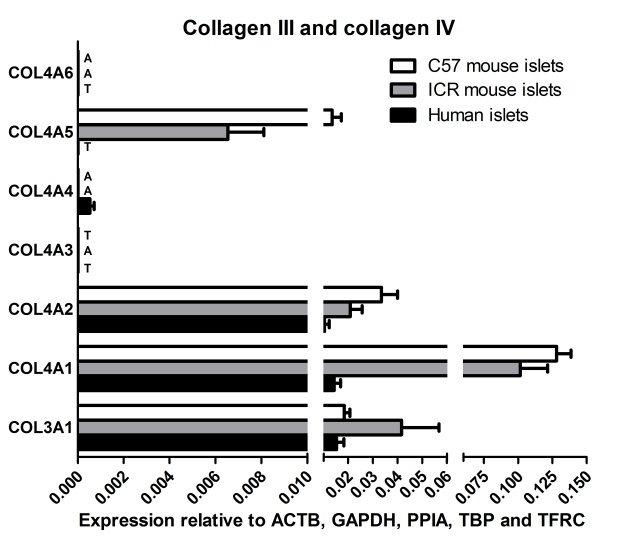 Collagen III and collagen IV
C57 mouse islets
ICR mouse islets
Human islets
COL4A6
A
A
T
COL4A5
T
COL4A4
A
A
COL4A3
T
A
T
COL4A2
COL4A1
COL3A1
0.000 0.002 0.004 0.006 0.008 0.010 0.02 0.03 0.04 0.05 0.06 0.075 0.100 0.125 0.150
Expression relative to ACTB, GAPDH, PPIA, TBP and TFRC